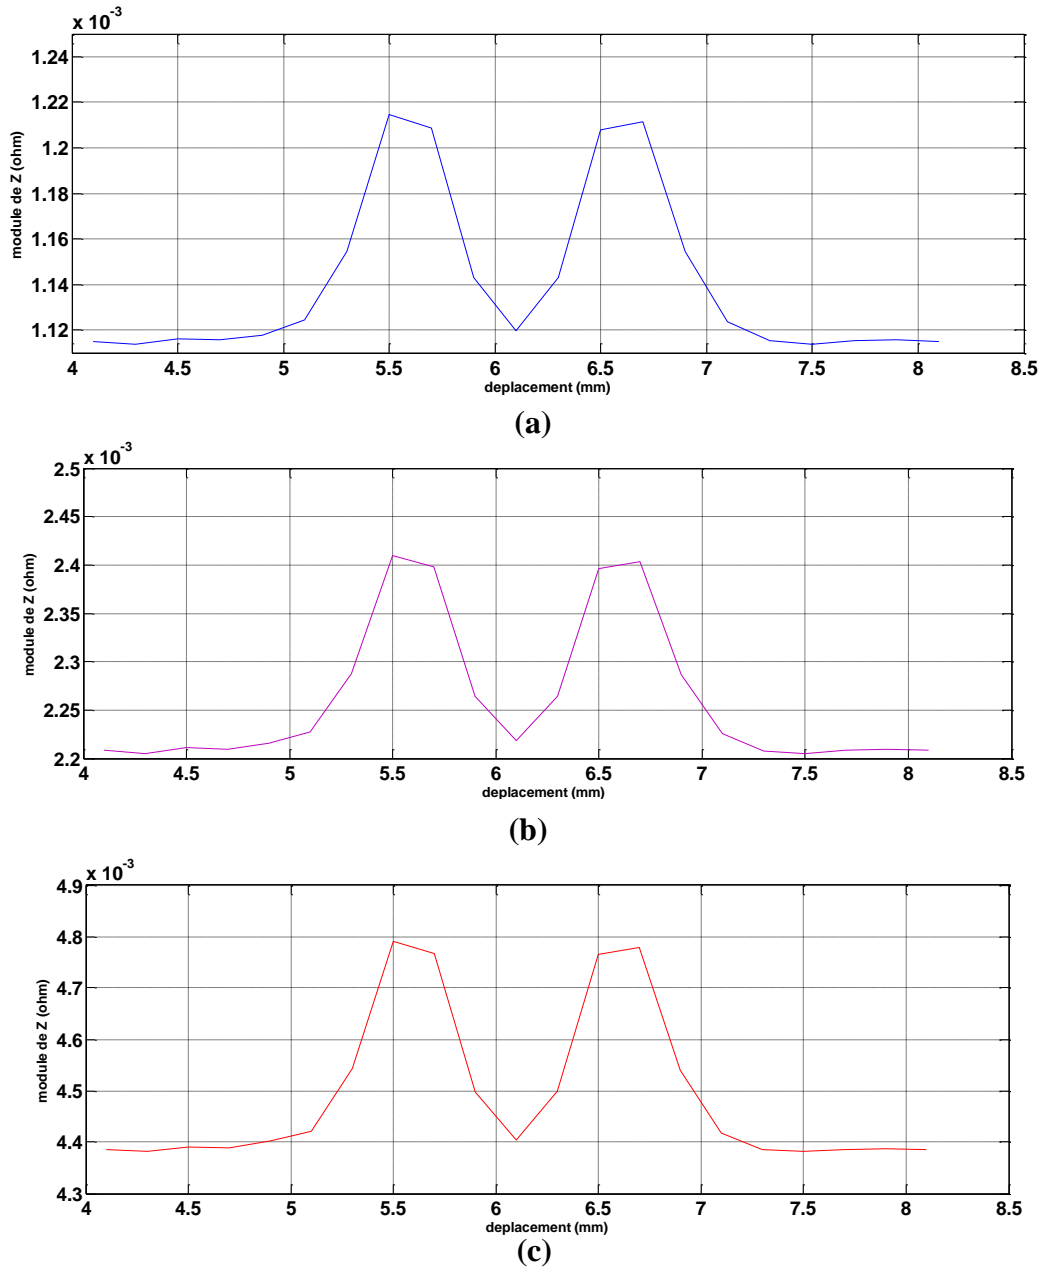 x 10-3
1.24
1.22
1.2
1.18
1.16
1.14
1.12
module de Z (ohm)
4 4.5 5 5.5 6 6.5 7 7.5 8 8.5
deplacement (mm)
(a)
x 10-3
2.5
2.45
2.4
2.35
2.3
2.25
2.2
module de Z (ohm)
4 4.5 5 5.5 6 6.5 7 7.5 8 8.5
deplacement (mm)
(b)
x 10-3
4.9
4.8
4.7
4.6
4.5
4.4
4.3
module de Z (ohm)
4 4.5 5 5.5 6 6.5 7 7.5 8 8.5
deplacement (mm)
(c)